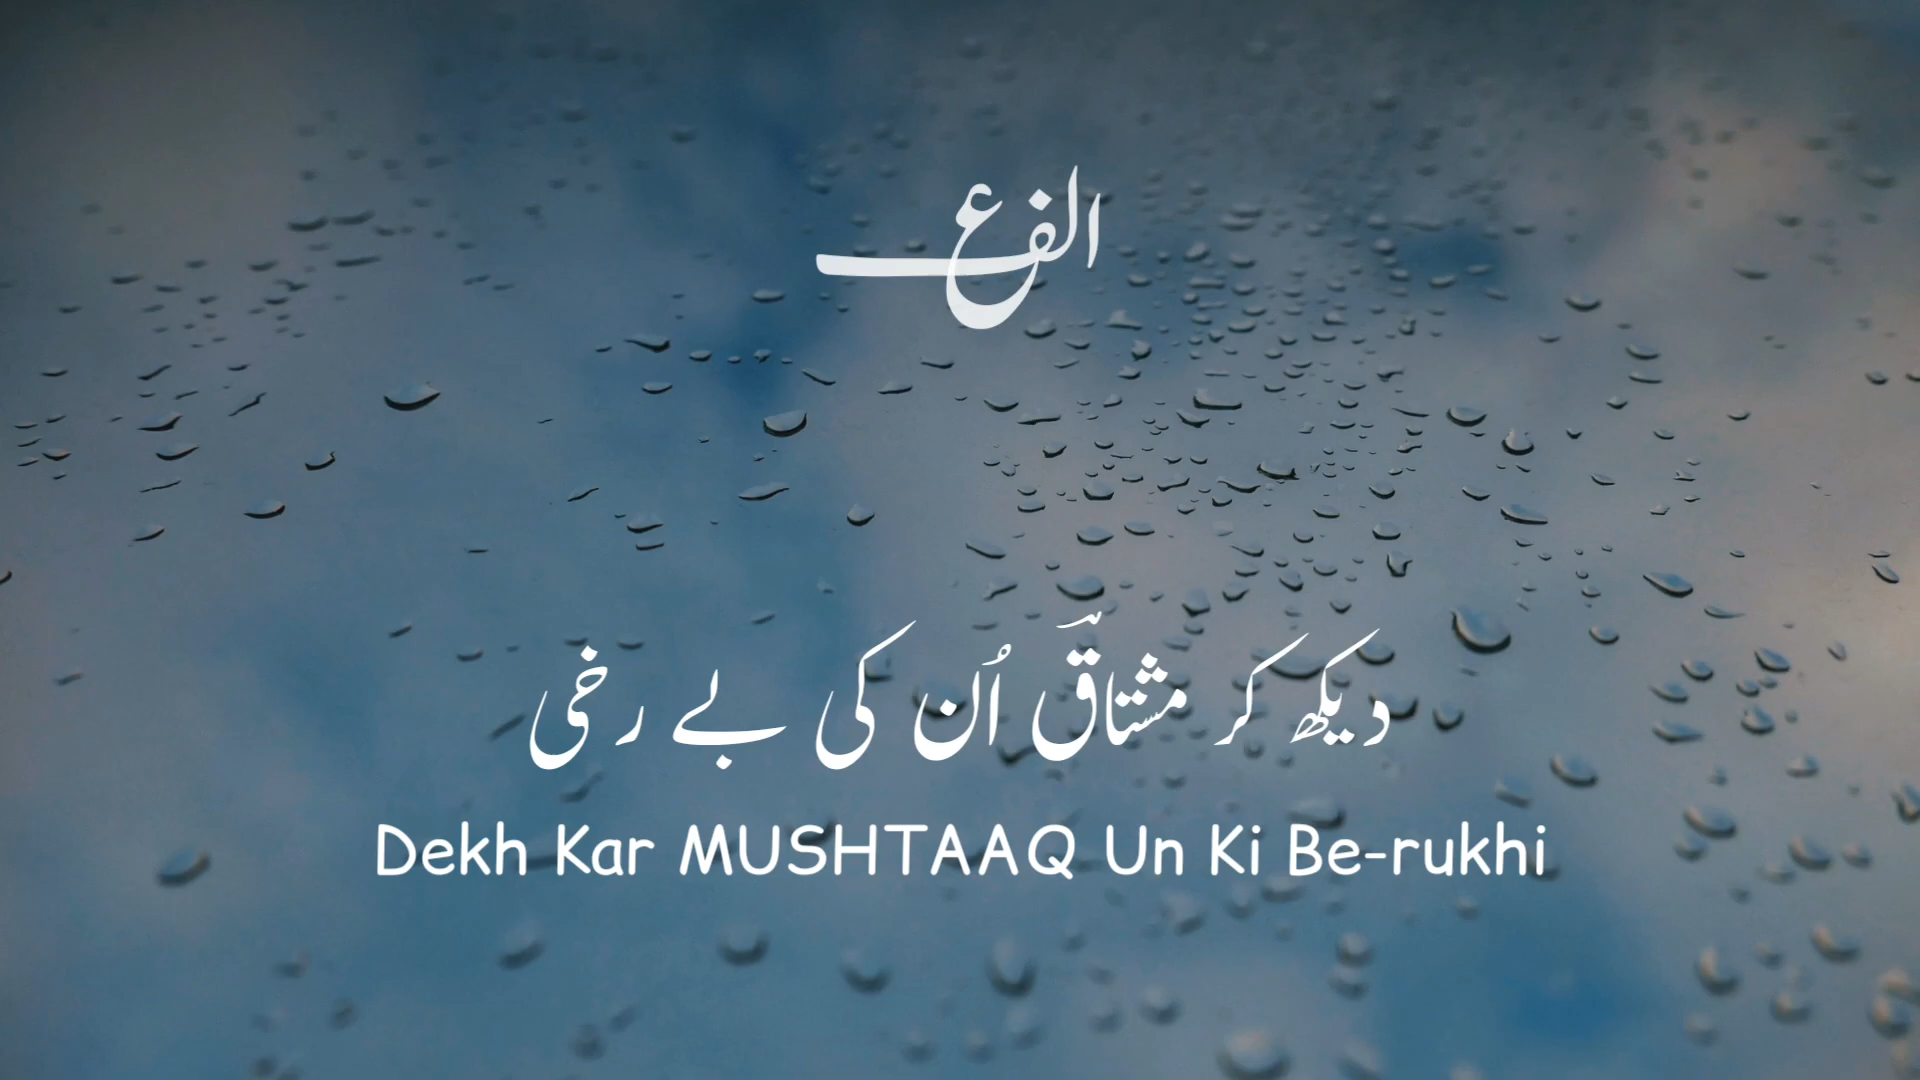 الف ع
دیکھ کر مشتاقؔ اُن کی بے رخی
Dekh Kar MUSHTAAQ Un Ki Be-rukhi